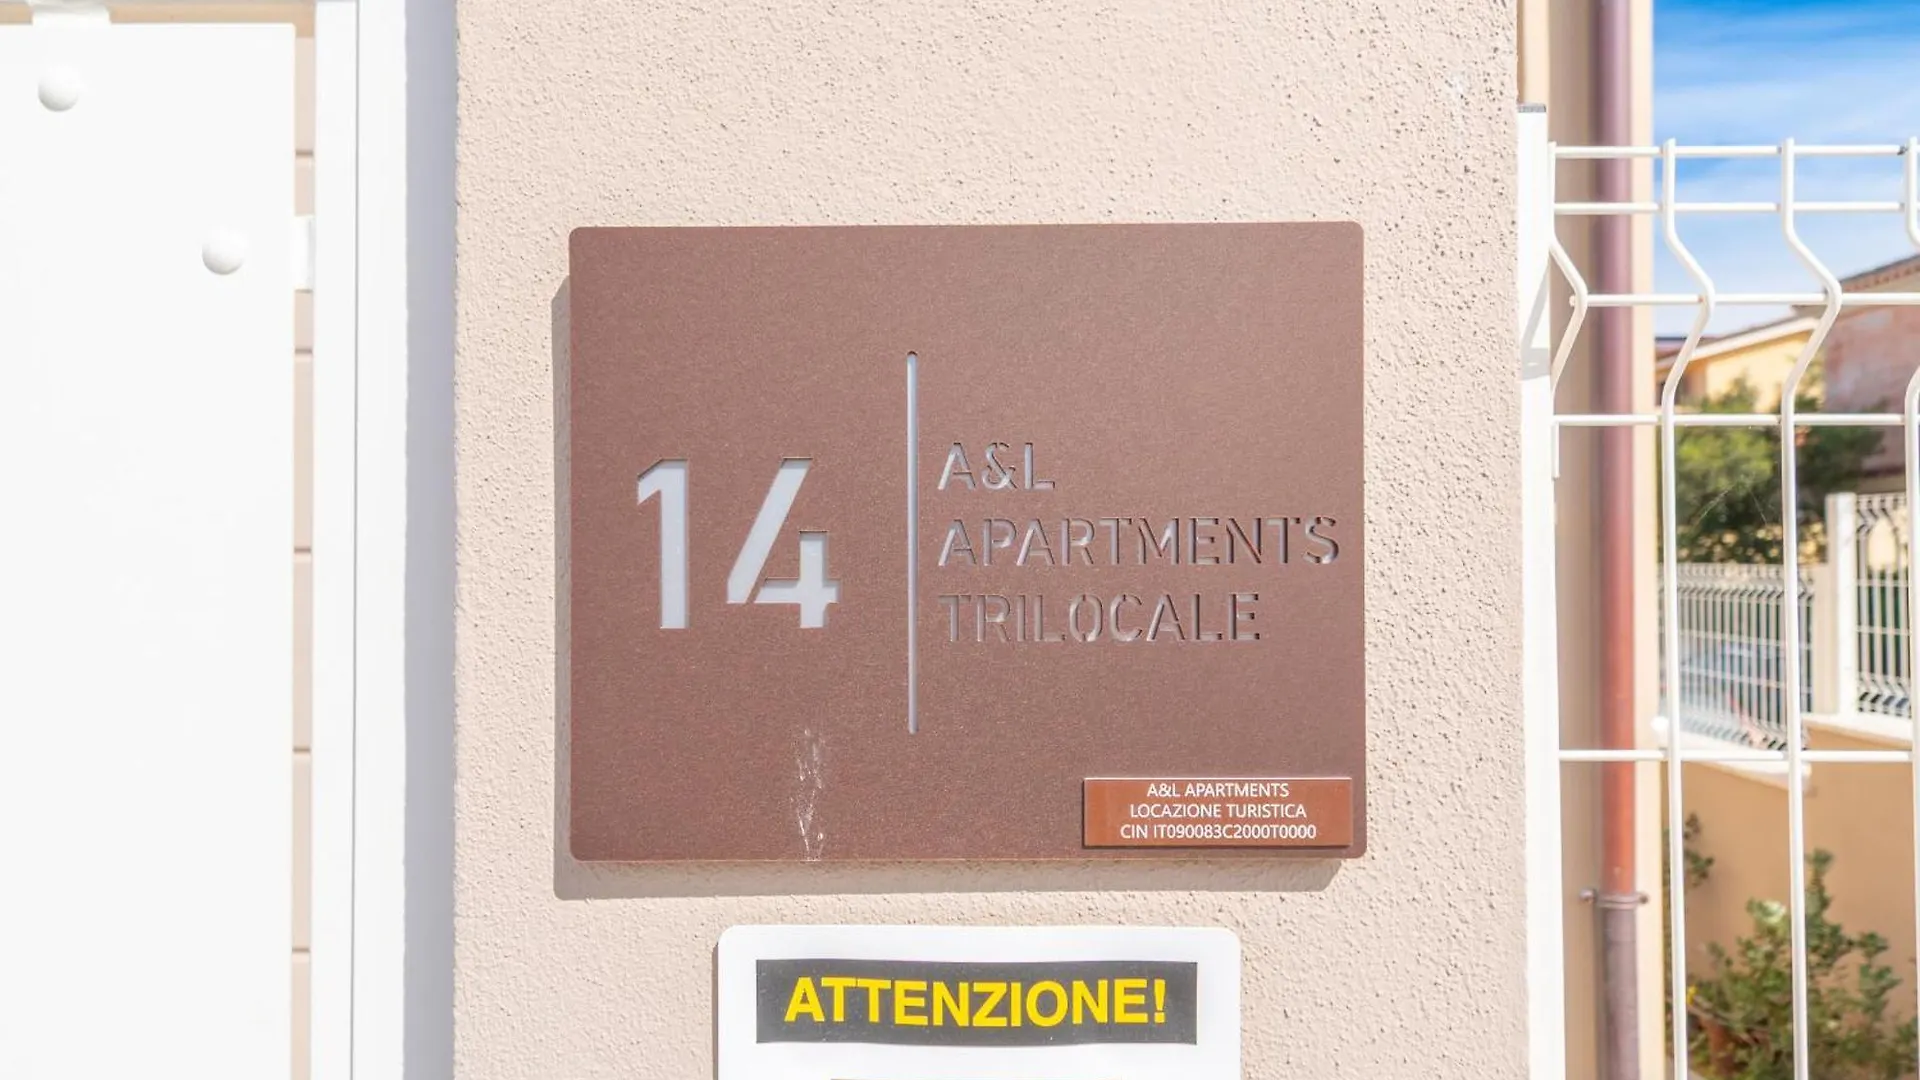 14
A&L
APARTMENTS
TRILOCALE
A&L APARTMENTS
LOCAZIONE TURISTICA
CIN IT090083C2000T0000
ATTENZIONE!